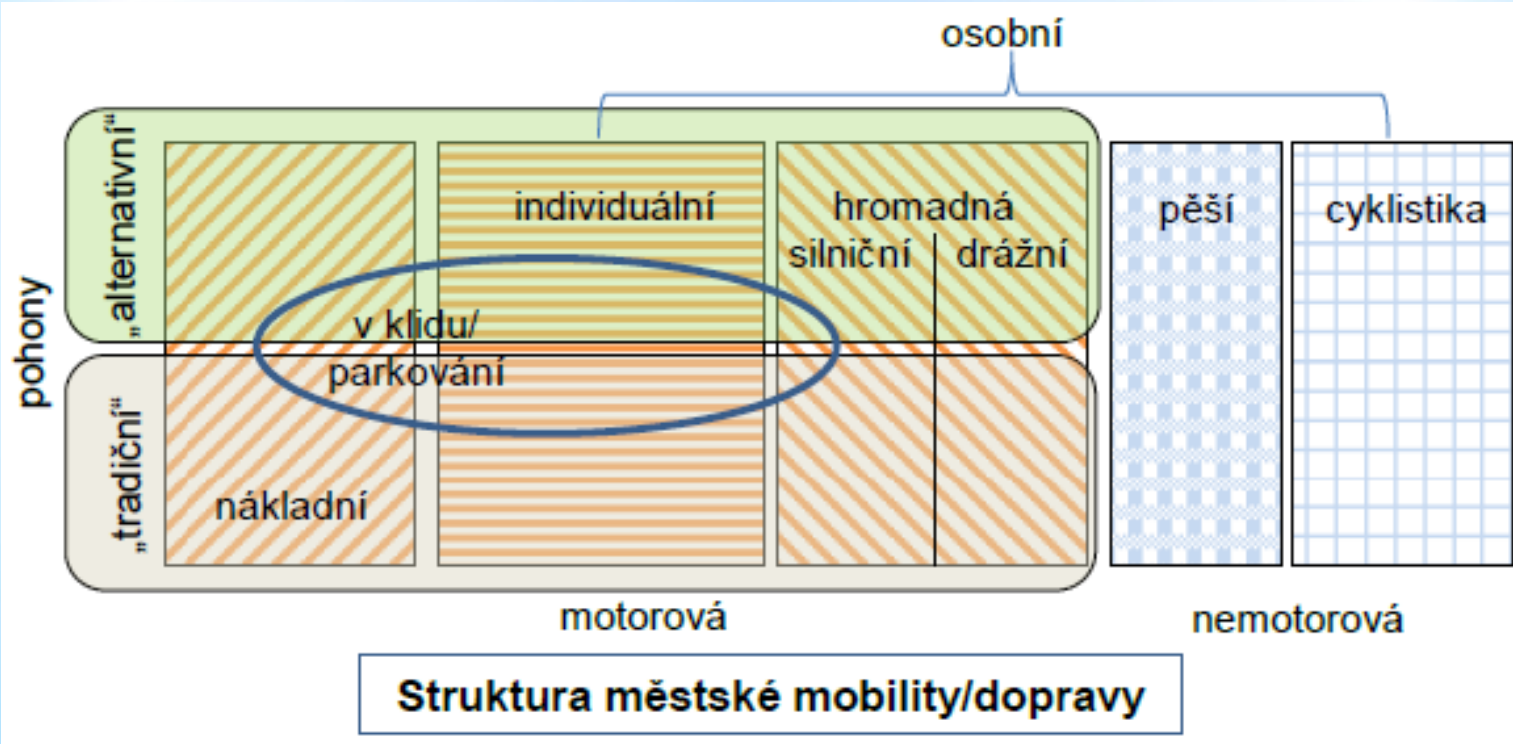 osobní
„alternativní“
individuální
hromadná
silniční
drážní
pěší
cyklistika
pohony
v klidu/
parkování
„tradiční“
nákladní
motorová
nemotorová
Struktura městské mobility/dopravy